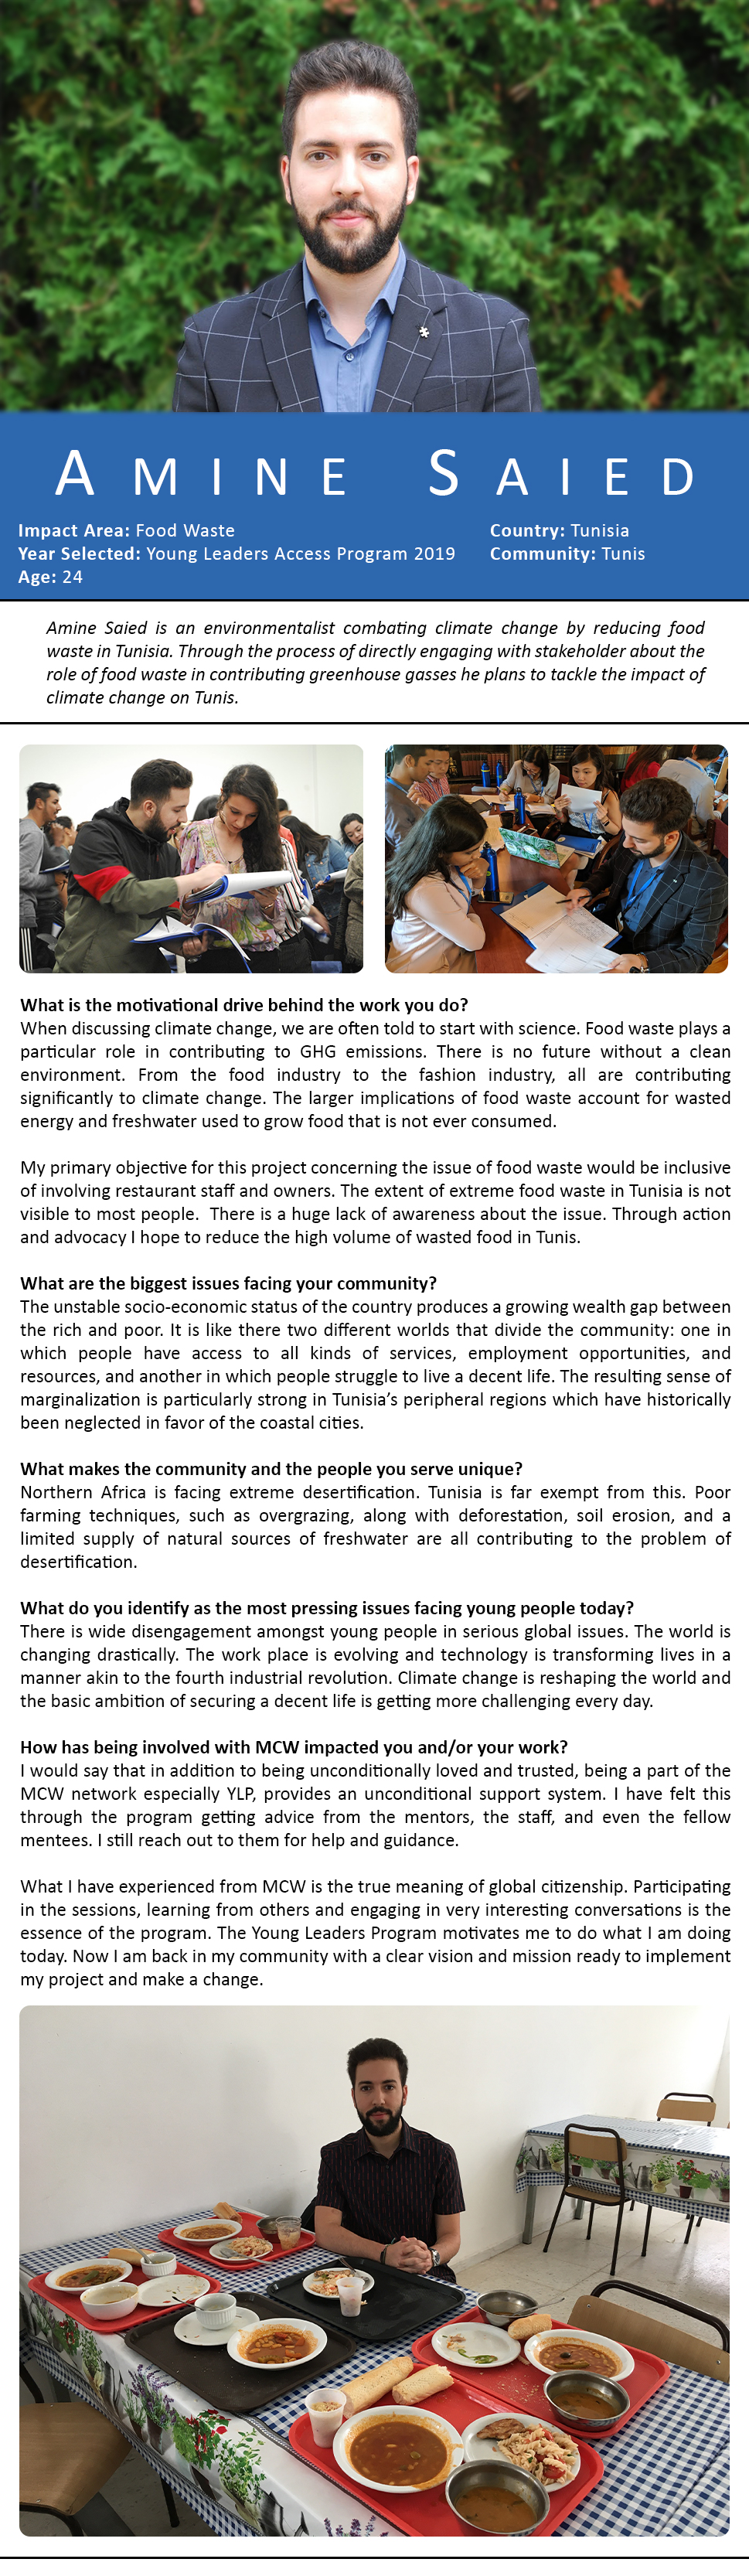 AMINE SAIED
Impact Area: Food Waste
Year Selected: Young Leaders Access Program 2019
Age: 24
Country: Tunisia
Community: Tunis
Amine Saied is an environmentalist combating climate change by reducing food
waste in Tunisia. Through the process of directly engaging with stakeholder about the
role of food waste in contributing greenhouse gasses he plans to tackle the impact of
climate change on Tunis.
What is the motivational drive behind the work you do?
When discussing climate change, we are often told to start with science. Food waste plays a
particular role in contributing to GHG emissions. There is no future without a clean
environment. From the food industry to the fashion industry, all are contributing
significantly to climate change. The larger implications of food waste account for wasted
energy and freshwater used to grow food that is not ever consumed.
My primary objective for this project concerning the issue of food waste would be inclusive
of involving restaurant staff and owners. The extent of extreme food waste in Tunisia is not
visible to most people. There is a huge lack of awareness about the issue. Through action
and advocacy I hope to reduce the high volume of wasted food in Tunis.
What are the biggest issues facing your community?
The unstable socio-economic status of the country produces a growing wealth gap between
the rich and poor. It is like there two different worlds that divide the community: one in
which people have access to all kinds of services, employment opportunities, and
resources, and another in which people struggle to live a decent life. The resulting sense of
marginalization is particularly strong in Tunisia's peripheral regions which have historically
been neglected in favor of the coastal cities.
What makes the community and the people you serve unique?
Northern Africa is facing extreme desertification. Tunisia is far exempt from this. Poor
farming techniques, such as overgrazing, along with deforestation, soil erosion, and a
limited supply of natural sources of freshwater are all contributing to the problem of
desertification.
What do you identify as the most pressing issues facing young people today?
There is wide disengagement amongst young people in serious global issues. The world is
changing drastically. The work place is evolving and technology is transforming lives in a
manner akin to the fourth industrial revolution. Climate change is reshaping the world and
the basic ambition of securing a decent life is getting more challenging every day.
How has being involved with MCW impacted you and/or your work?
I would say that in addition to being unconditionally loved and trusted, being a part of the
MCW network especially YLP, provides an unconditional support system. I have felt this
through the program getting advice from the mentors, the staff, and even the fellow
mentees. I still reach out to them for help and guidance.
What I have experienced from MCW is the true meaning of global citizenship. Participating
in the sessions, learning from others and engaging in very interesting conversations is the
essence of the program. The Young Leaders Program motivates me to do what I am doing
today. Now I am back in my community with a clear vision and mission ready to implement
my project and make a change.